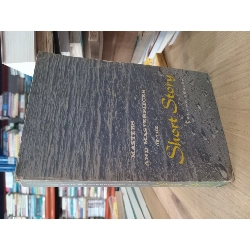 MASTERS
AND MASTERPIECES
OF THE
Short Story